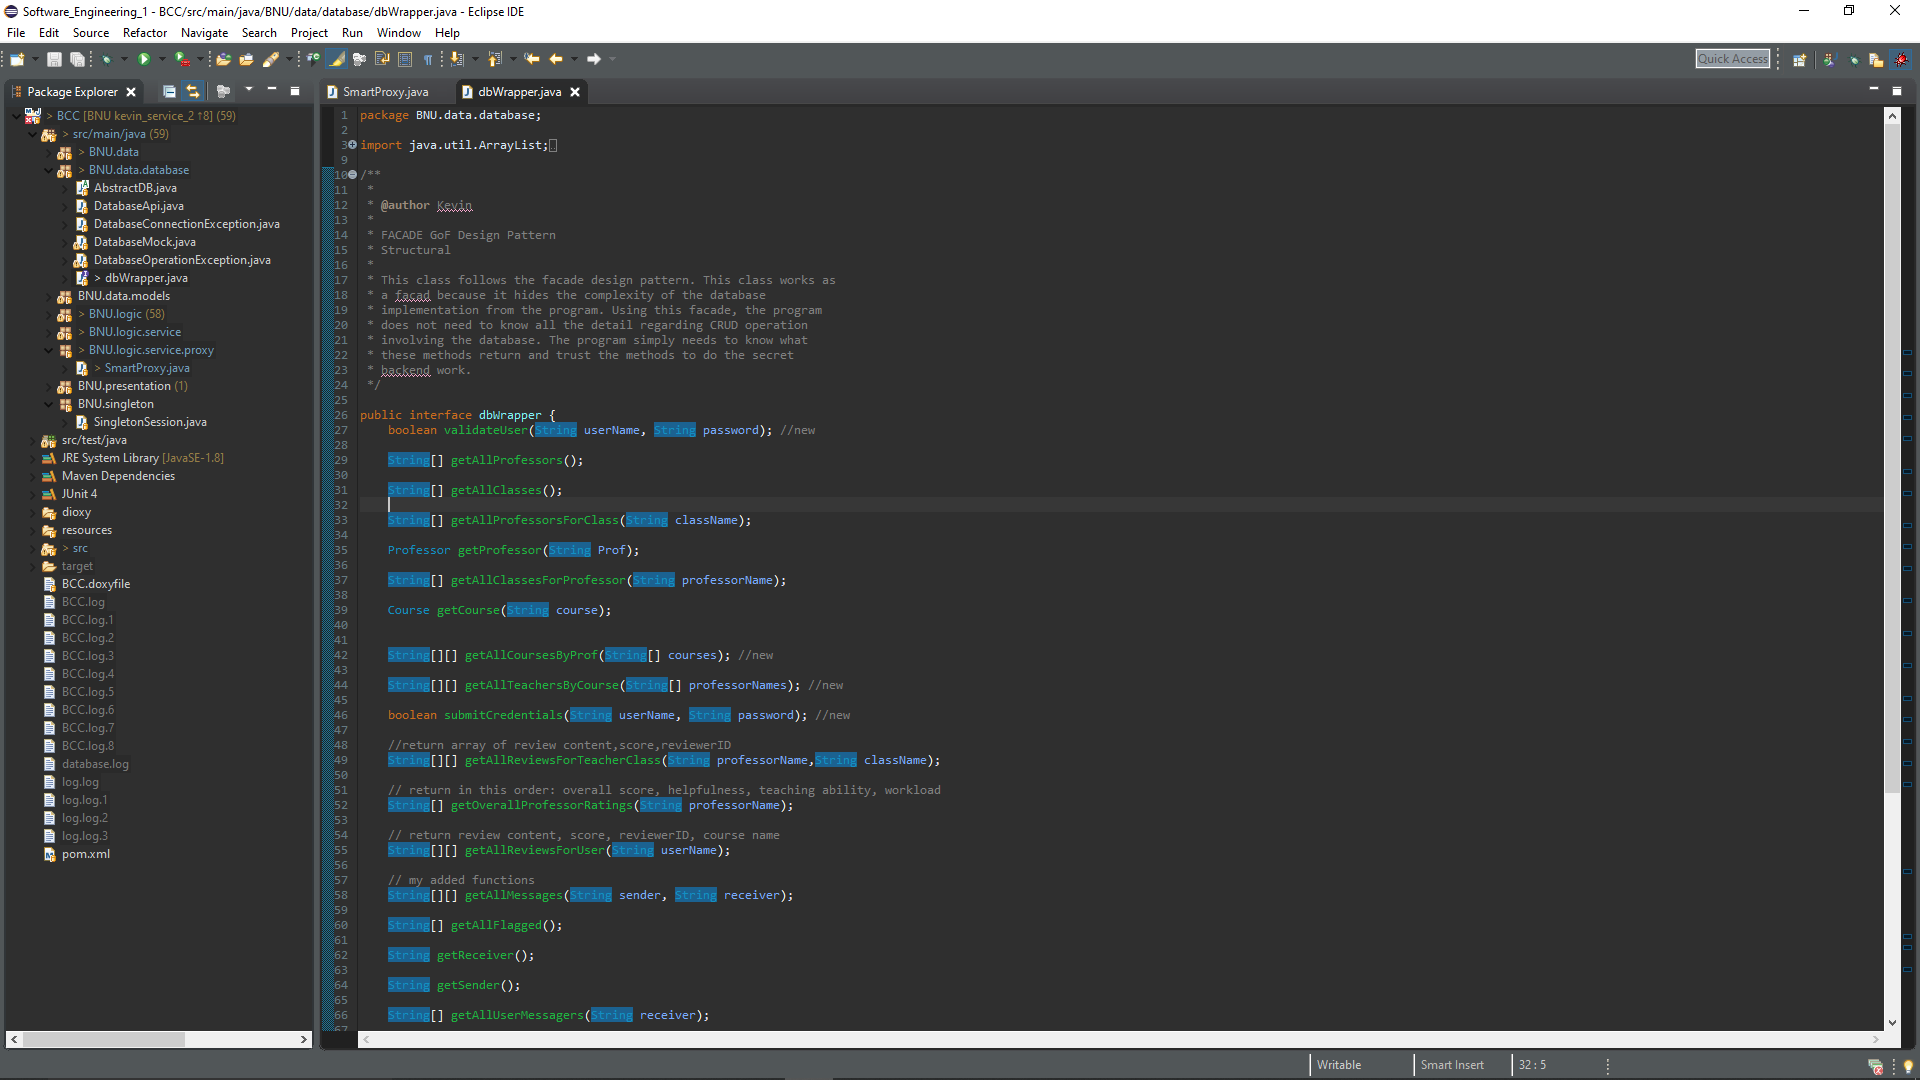 Software_Engineering_1 - BCC/src/main/java/BNU/data/database/dbWrapper.java - Eclipse IDE
File Edit Source Refactor Navigate Search Project Run Window Help
Quick Access
Package Explorer
> BCC [BNU kevin_service_2 ↑8] (59)
> src/main/java (59)
> BNU.data
> BNU.data.database
AbstractDB.java
DatabaseApi.java
DatabaseConnectionException.java
DatabaseMock.java
DatabaseOperationException.java
> dbWrapper.java
BNU.data.models
> BNU.logic (58)
> BNU.logic.service
> BNU.logic.service.proxy
> SmartProxy.java
BNU.presentation (1)
BNU.singleton
SingletonSession.java
src/test/java
JRE System Library [JavaSE-1.8]
Maven Dependencies
JUnit 4
dioxy
resources
> src
target
BCC.doxyfile
BCC.log
BCC.log.1
BCC.log.2
BCC.log.3
BCC.log.4
BCC.log.5
BCC.log.6
BCC.log.7
BCC.log.8
database.log
log.log
log.log.1
log.log.2
log.log.3
pom.xml
SmartProxy.java dbWrapper.java
1 package BNU.data.database;
2
3 import java.util.ArrayList;
9
10 /**
11 *
12 * @author Kevin
13 *
14 * FACADE GoF Design Pattern
15 * Structural
16 *
17 * This class follows the facade design pattern. This class works as
18 * a facad because it hides the complexity of the database
19 * implementation from the program. Using this facade, the program
20 * does not need to know all the detail regarding CRUD operation
21 * involving the database. The program simply needs to know what
22 * these methods return and trust the methods to do the secret
23 * backend work.
24 */
25
26 public interface dbWrapper {
27 boolean validateUser(String userName, String password); //new
28
29 String[] getAllProfessors();
30
31 String[] getAllClasses();
32
33 String[] getAllProfessorsForClass(String className);
34
35 Professor getProfessor(String Prof);
36
37 String[] getAllClassesForProfessor(String professorName);
38
39 Course getCourse(String course);
40
41
42 String[][] getAllCoursesByProf(String[] courses); //new
43
44 String[][] getAllTeachersByCourse(String[] professorNames); //new
45
46 boolean submitCredentials(String userName, String password); //new
47
48 //return array of review content,score,reviewerID
49 String[][] getAllReviewsForTeacherClass(String professorName,String className);
50
51 // return in this order: overall score, helpfulness, teaching ability, workload
52 String[] getOverallProfessorRatings(String professorName);
53
54 // return review content, score, reviewerID, course name
55 String[][] getAllReviewsForUser(String userName);
56
57 // my added functions
58 String[][] getAllMessages(String sender, String receiver);
59
60 String[] getAllFlagged();
61
62 String getReceiver();
63
64 String getSender();
65
66 String[] getAllUserMessagers(String receiver);
67
Writable Smart Insert 32 : 5